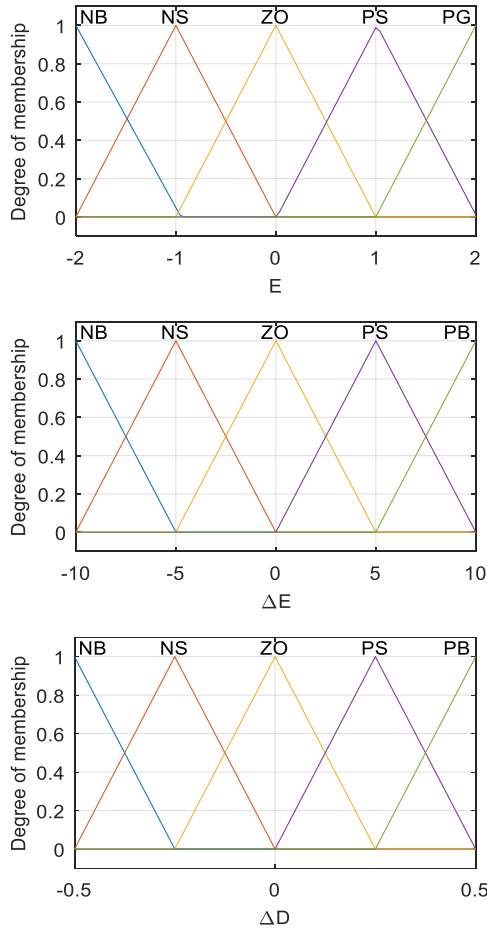 NB NS ZO PS PG
Degree of membership
1
0.8
0.6
0.4
0.2
0
-2 -1 0 1 2
E
NB NS ZO PS PB
Degree of membership
1
0.8
0.6
0.4
0.2
0
-10 -5 0 5 10
ΔE
NB NS ZO PS PB
Degree of membership
1
0.8
0.6
0.4
0.2
0
-0.5 0 0.5
ΔD